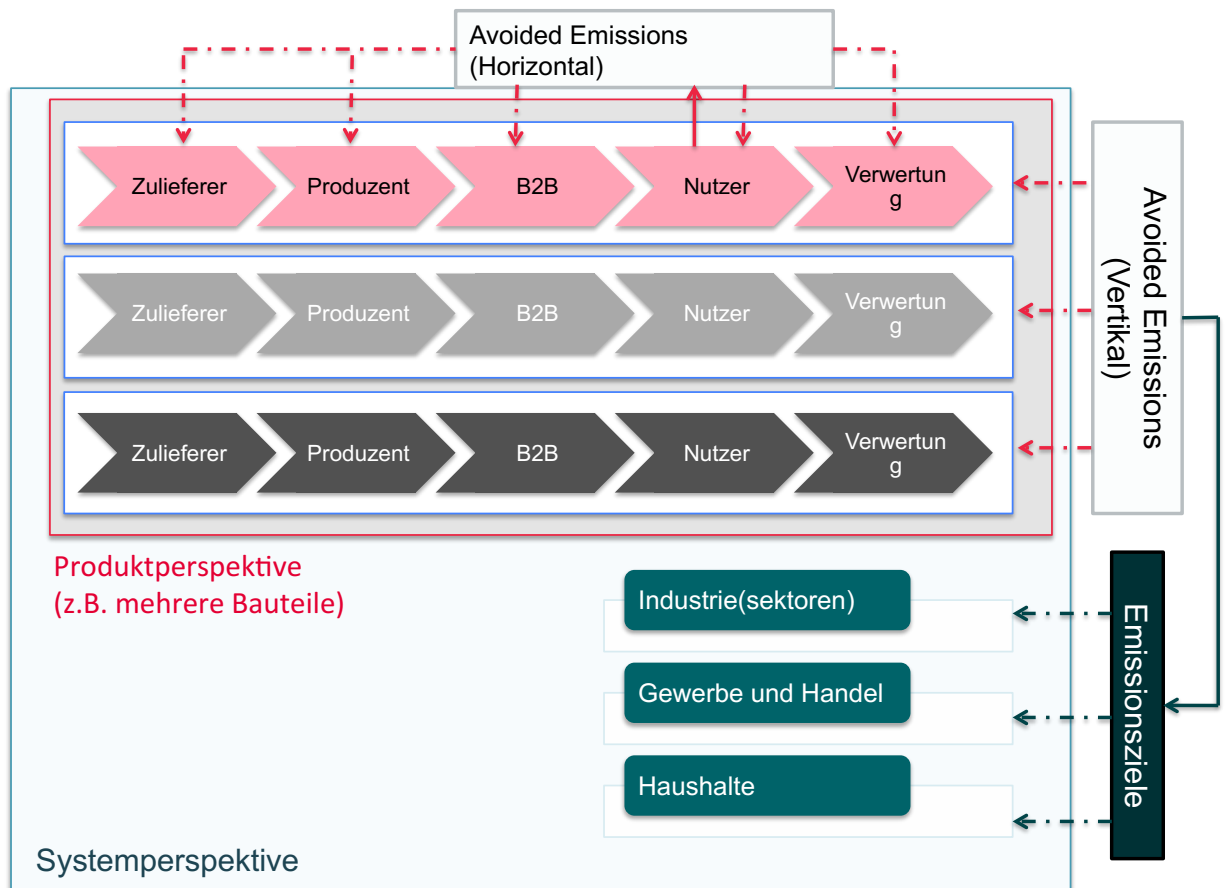 Avoided Emissions
(Horizontal)
Zulieferer
Produzent
B2B
Nutzer
Verwertun
g
Zulieferer
Produzent
B2B
Nutzer
Verwertun
g
Zulieferer
Produzent
B2B
Nutzer
Verwertun
g
Avoided Emissions
(Vertikal)
Produktperspektive
(z.B. mehrere Bauteile)
Industrie(sektoren)
Gewerbe und Handel
Haushalte
Emissionsziele
Systemperspektive